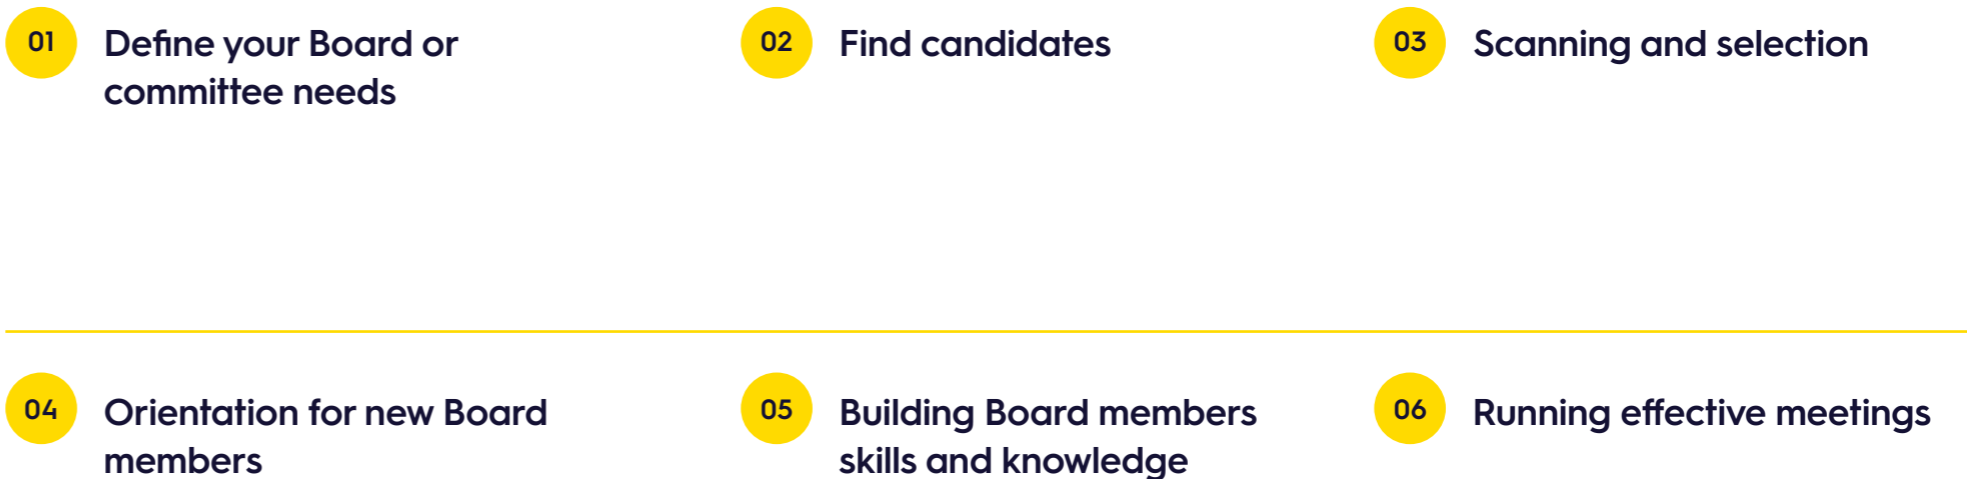 01 Define your Board or
committee needs
02 Find candidates
03 Scanning and selection
04 Orientation for new Board
members
05 Building Board members
skills and knowledge
06 Running effective meetings